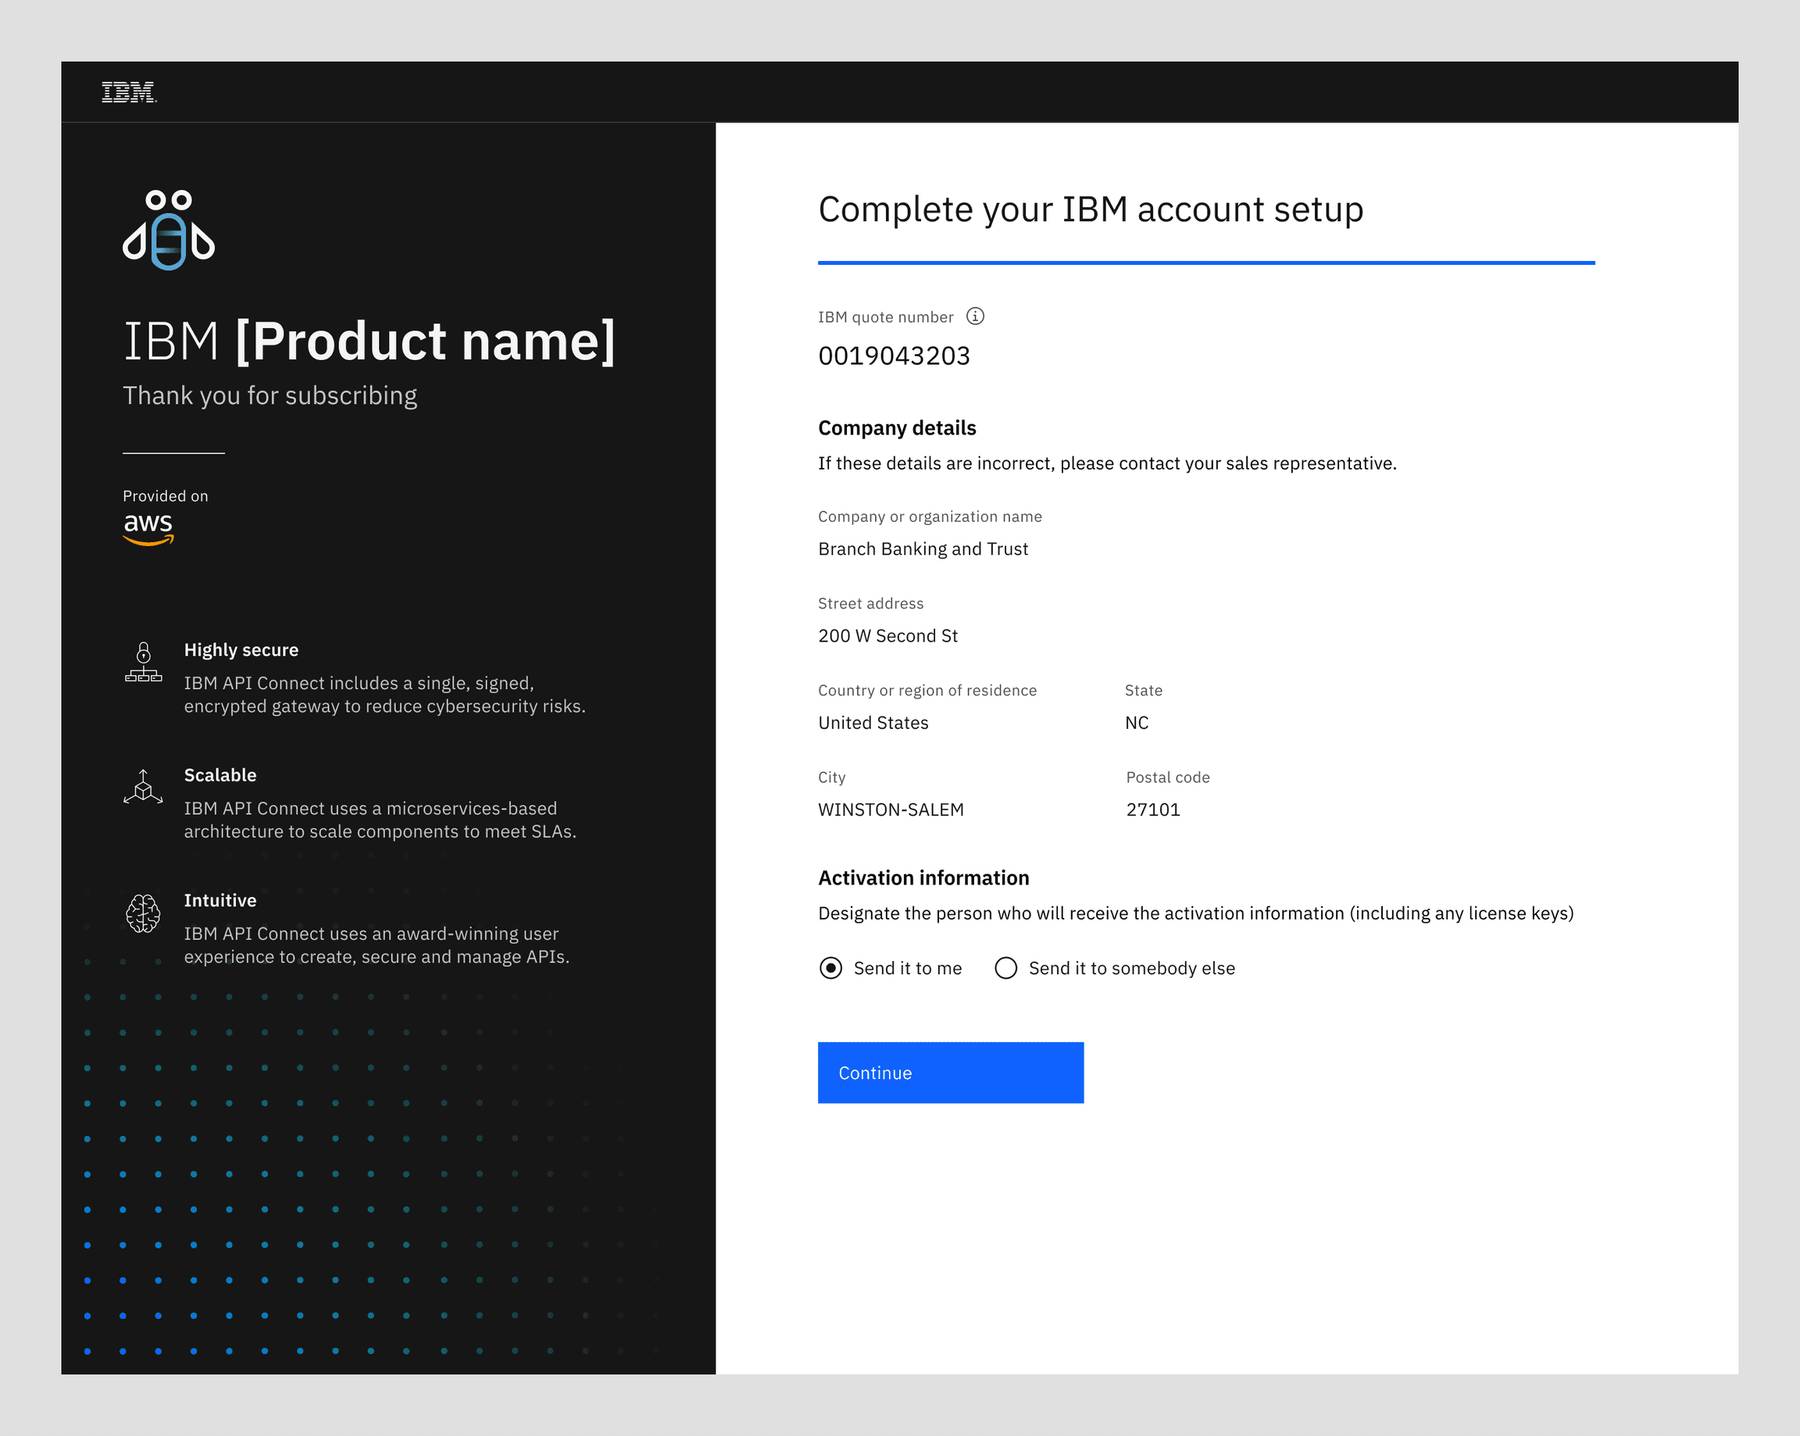 IBM
IBM [Product name]
Thank you for subscribing
Provided on
aws
Highly secure
IBM API Connect includes a single, signed,
encrypted gateway to reduce cybersecurity risks.
Scalable
IBM API Connect uses a microservices-based
architecture to scale components to meet SLAs.
Intuitive
IBM API Connect uses an award-winning user
experience to create, secure and manage APIs.
Complete your IBM account setup
IBM quote number
0019043203
Company details
If these details are incorrect, please contact your sales representative.
Company or organization name
Branch Banking and Trust
Street address
200 W Second St
Country or region of residence State
United States NC
City Postal code
WINSTON-SALEM 27101
Activation information
Designate the person who will receive the activation information (including any license keys)
Send it to me Send it to somebody else
Continue